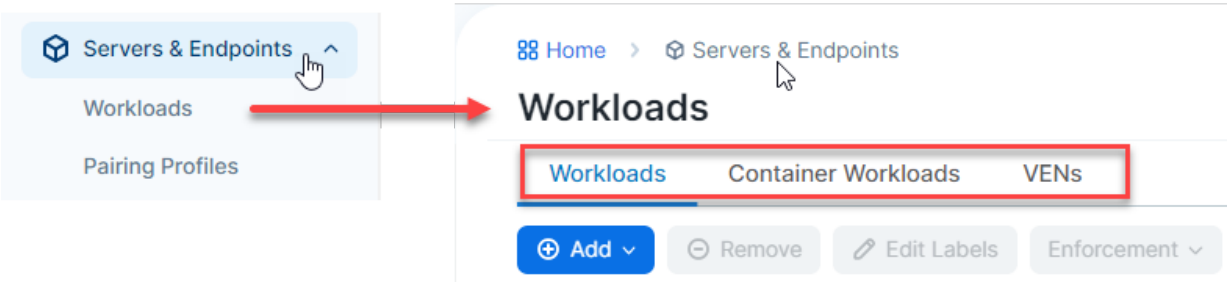 Servers & Endpoints
Workloads
Pairing Profiles
Home > Servers & Endpoints
Workloads
Workloads Container Workloads VENs
Add Remove Edit Labels Enforcement